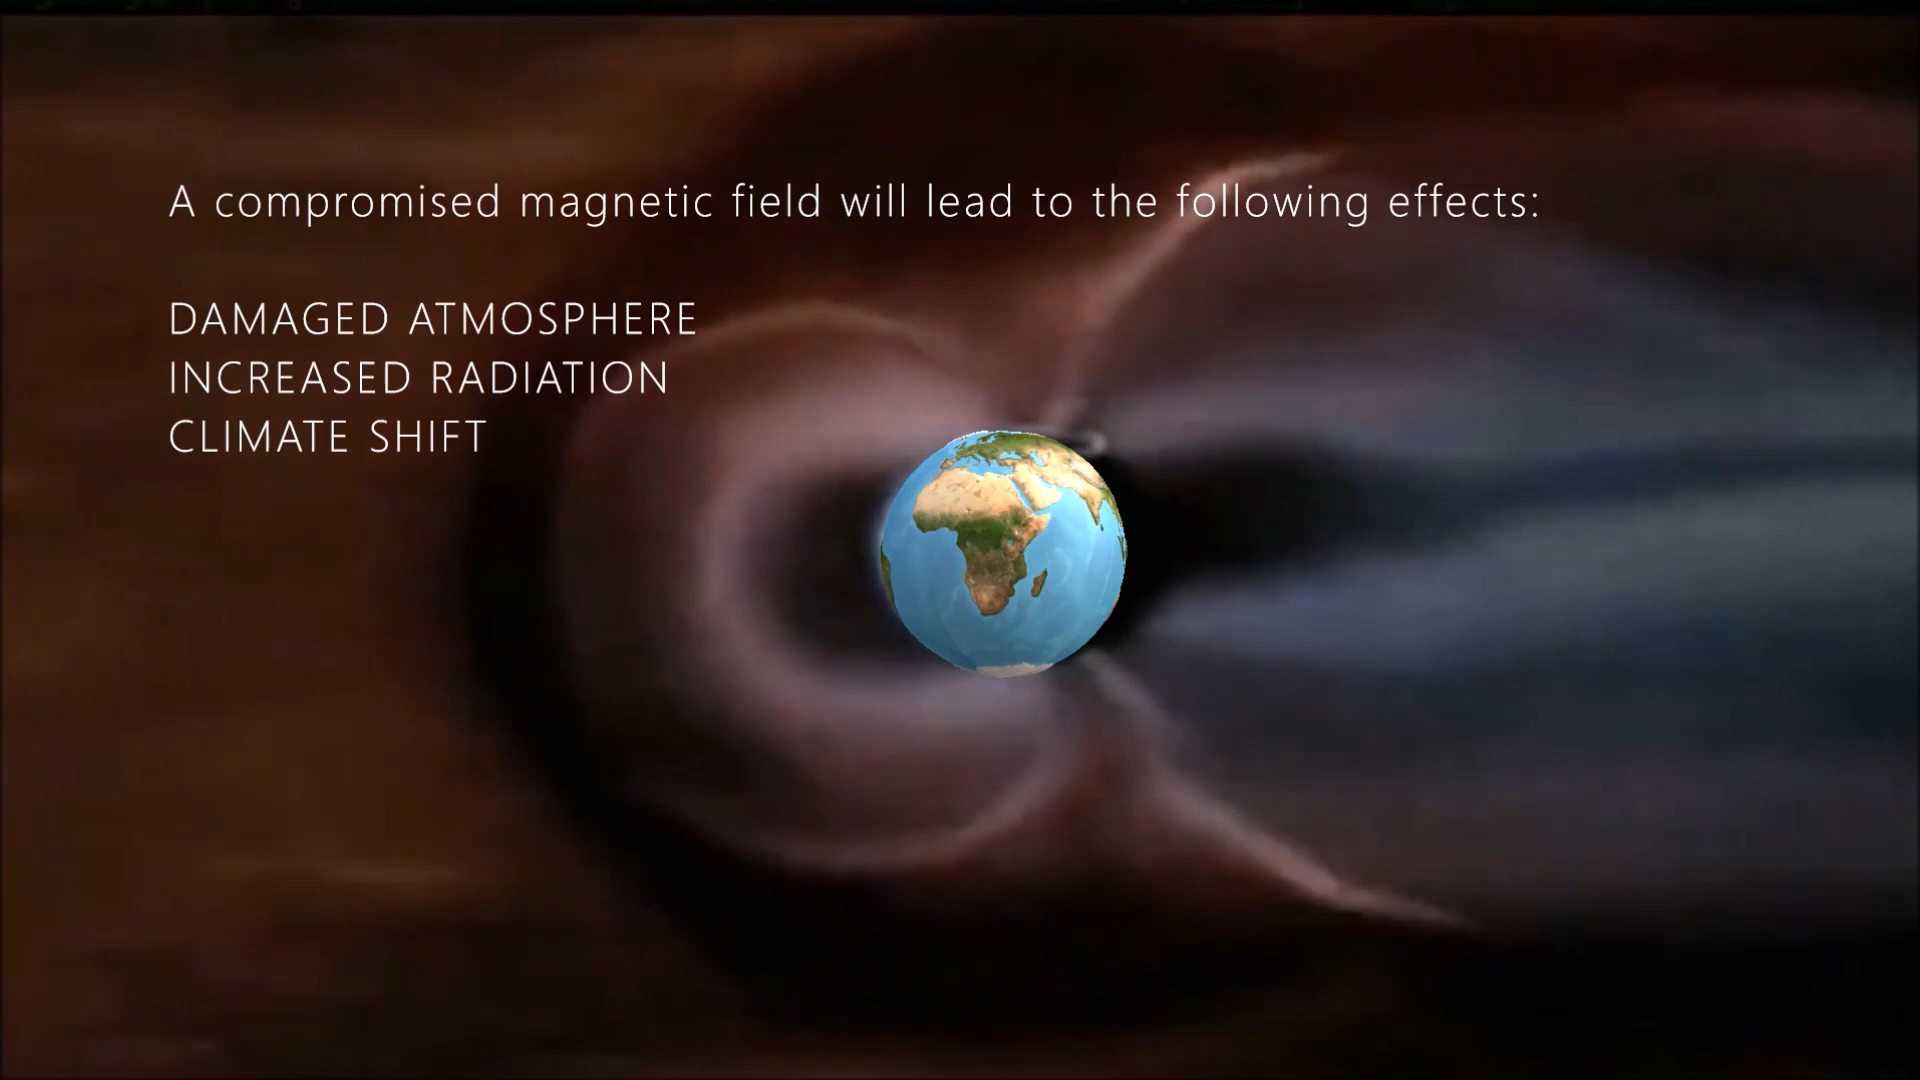 A compromised magnetic field will lead to the following effects:
DAMAGED ATMOSPHERE
INCREASED RADIATION
CLIMATE SHIFT